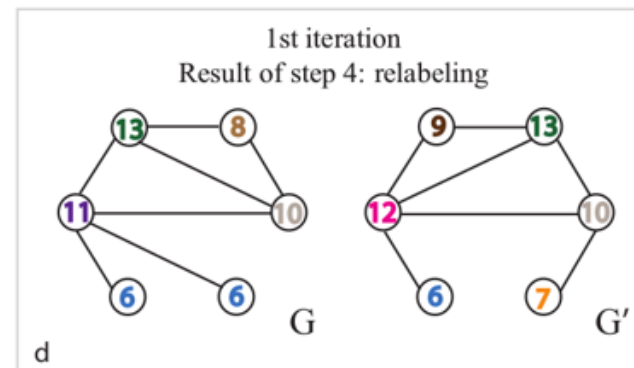 1st iteration
Result of step 4: relabeling
13 8 9 13
11 10 12 10
6 6 6 7
G G′
d